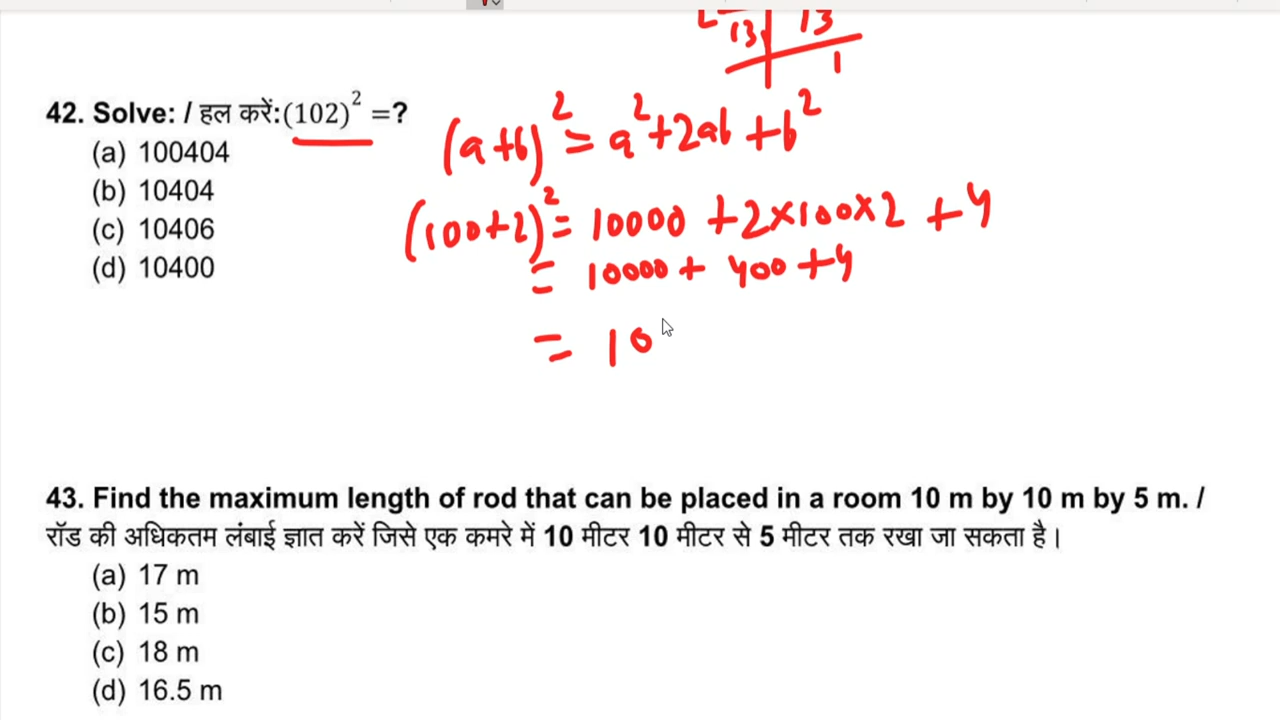 13 13
1
42. Solve: / हल करें:(102)² =?
(a) 100404
(b) 10404
(c) 10406
(d) 10400
(a+b)² = a²+2ab+b²
(100+2)² = 10000 +2×100×2 +4
= 10000+ 400 +4
= 10
43. Find the maximum length of rod that can be placed in a room 10 m by 10 m by 5 m. /
रॉड की अधिकतम लंबाई ज्ञात करें जिसे एक कमरे में 10 मीटर 10 मीटर से 5 मीटर तक रखा जा सकता है।
(a) 17 m
(b) 15 m
(c) 18 m
(d) 16.5 m